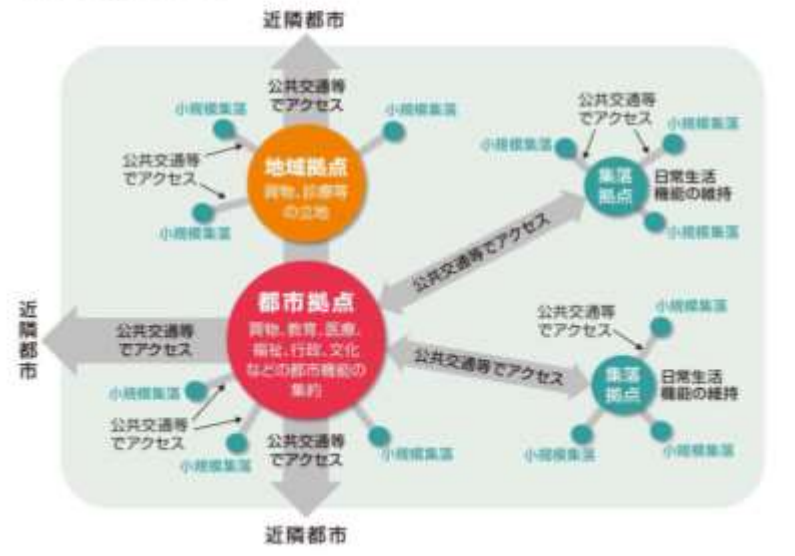 近隣都市
公共交通等
でアクセス
小規模集落
小規模集落
公共交通等
でアクセス
地域拠点
買物、診療等
の立地
小規模集落
公共交通等
でアクセス
小規模集落
小規模集落
集落
拠点
日常生活
機能の維持
小規模集落
公共交通等でアクセス
都市拠点
買物、教育、医療、
福祉、行政、文化
などの都市機能の
集約
近隣都市
公共交通等
でアクセス
公共交通等でアクセス
公共交通等
でアクセス
小規模集落
集落
拠点
日常生活
機能の維持
小規模集落
小規模集落
小規模集落
公共交通等
でアクセス
小規模集落
公共交通等
でアクセス
小規模集落
近隣都市